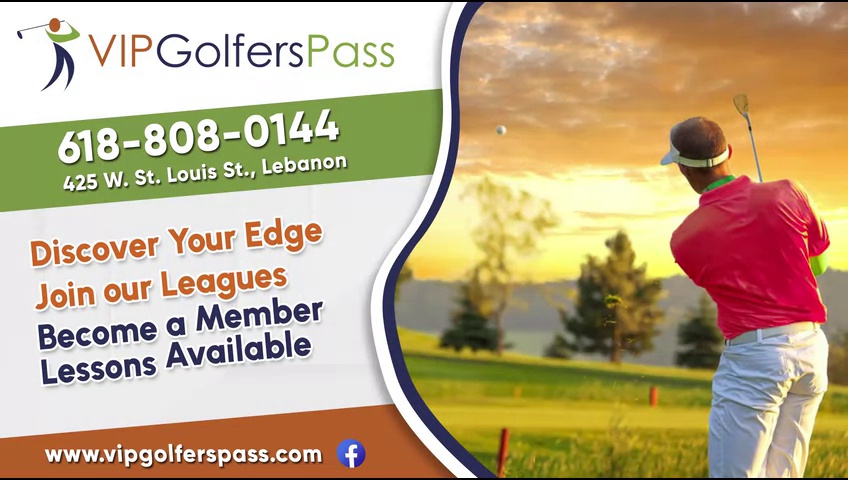 VIPGolfersPass
618-808-0144
425 W. St. Louis St., Lebanon
Discover Your Edge
Join our Leagues
Become a Member
Lessons Available
www.vipgolferspass.com